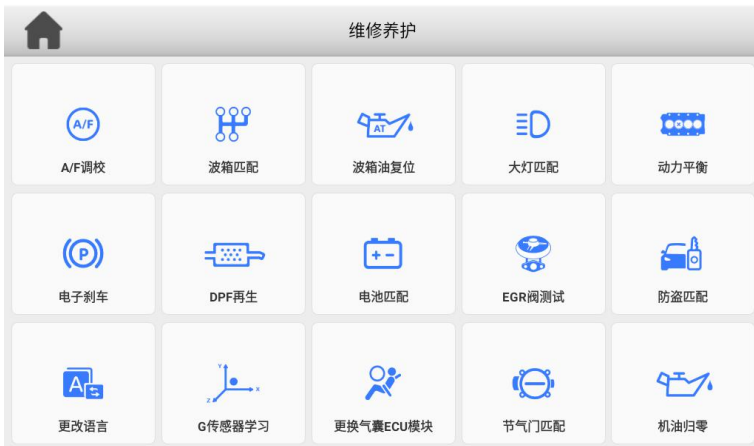 维修养护
A/F
A/F调校
波箱匹配
AT
波箱油复位
大灯匹配
动力平衡
P
电子刹车
DPF再生
电池匹配
EGR阀测试
防盗匹配
A
更改语言
Y
X
Z
G传感器学习
更换气囊ECU模块
节气门匹配
机油归零